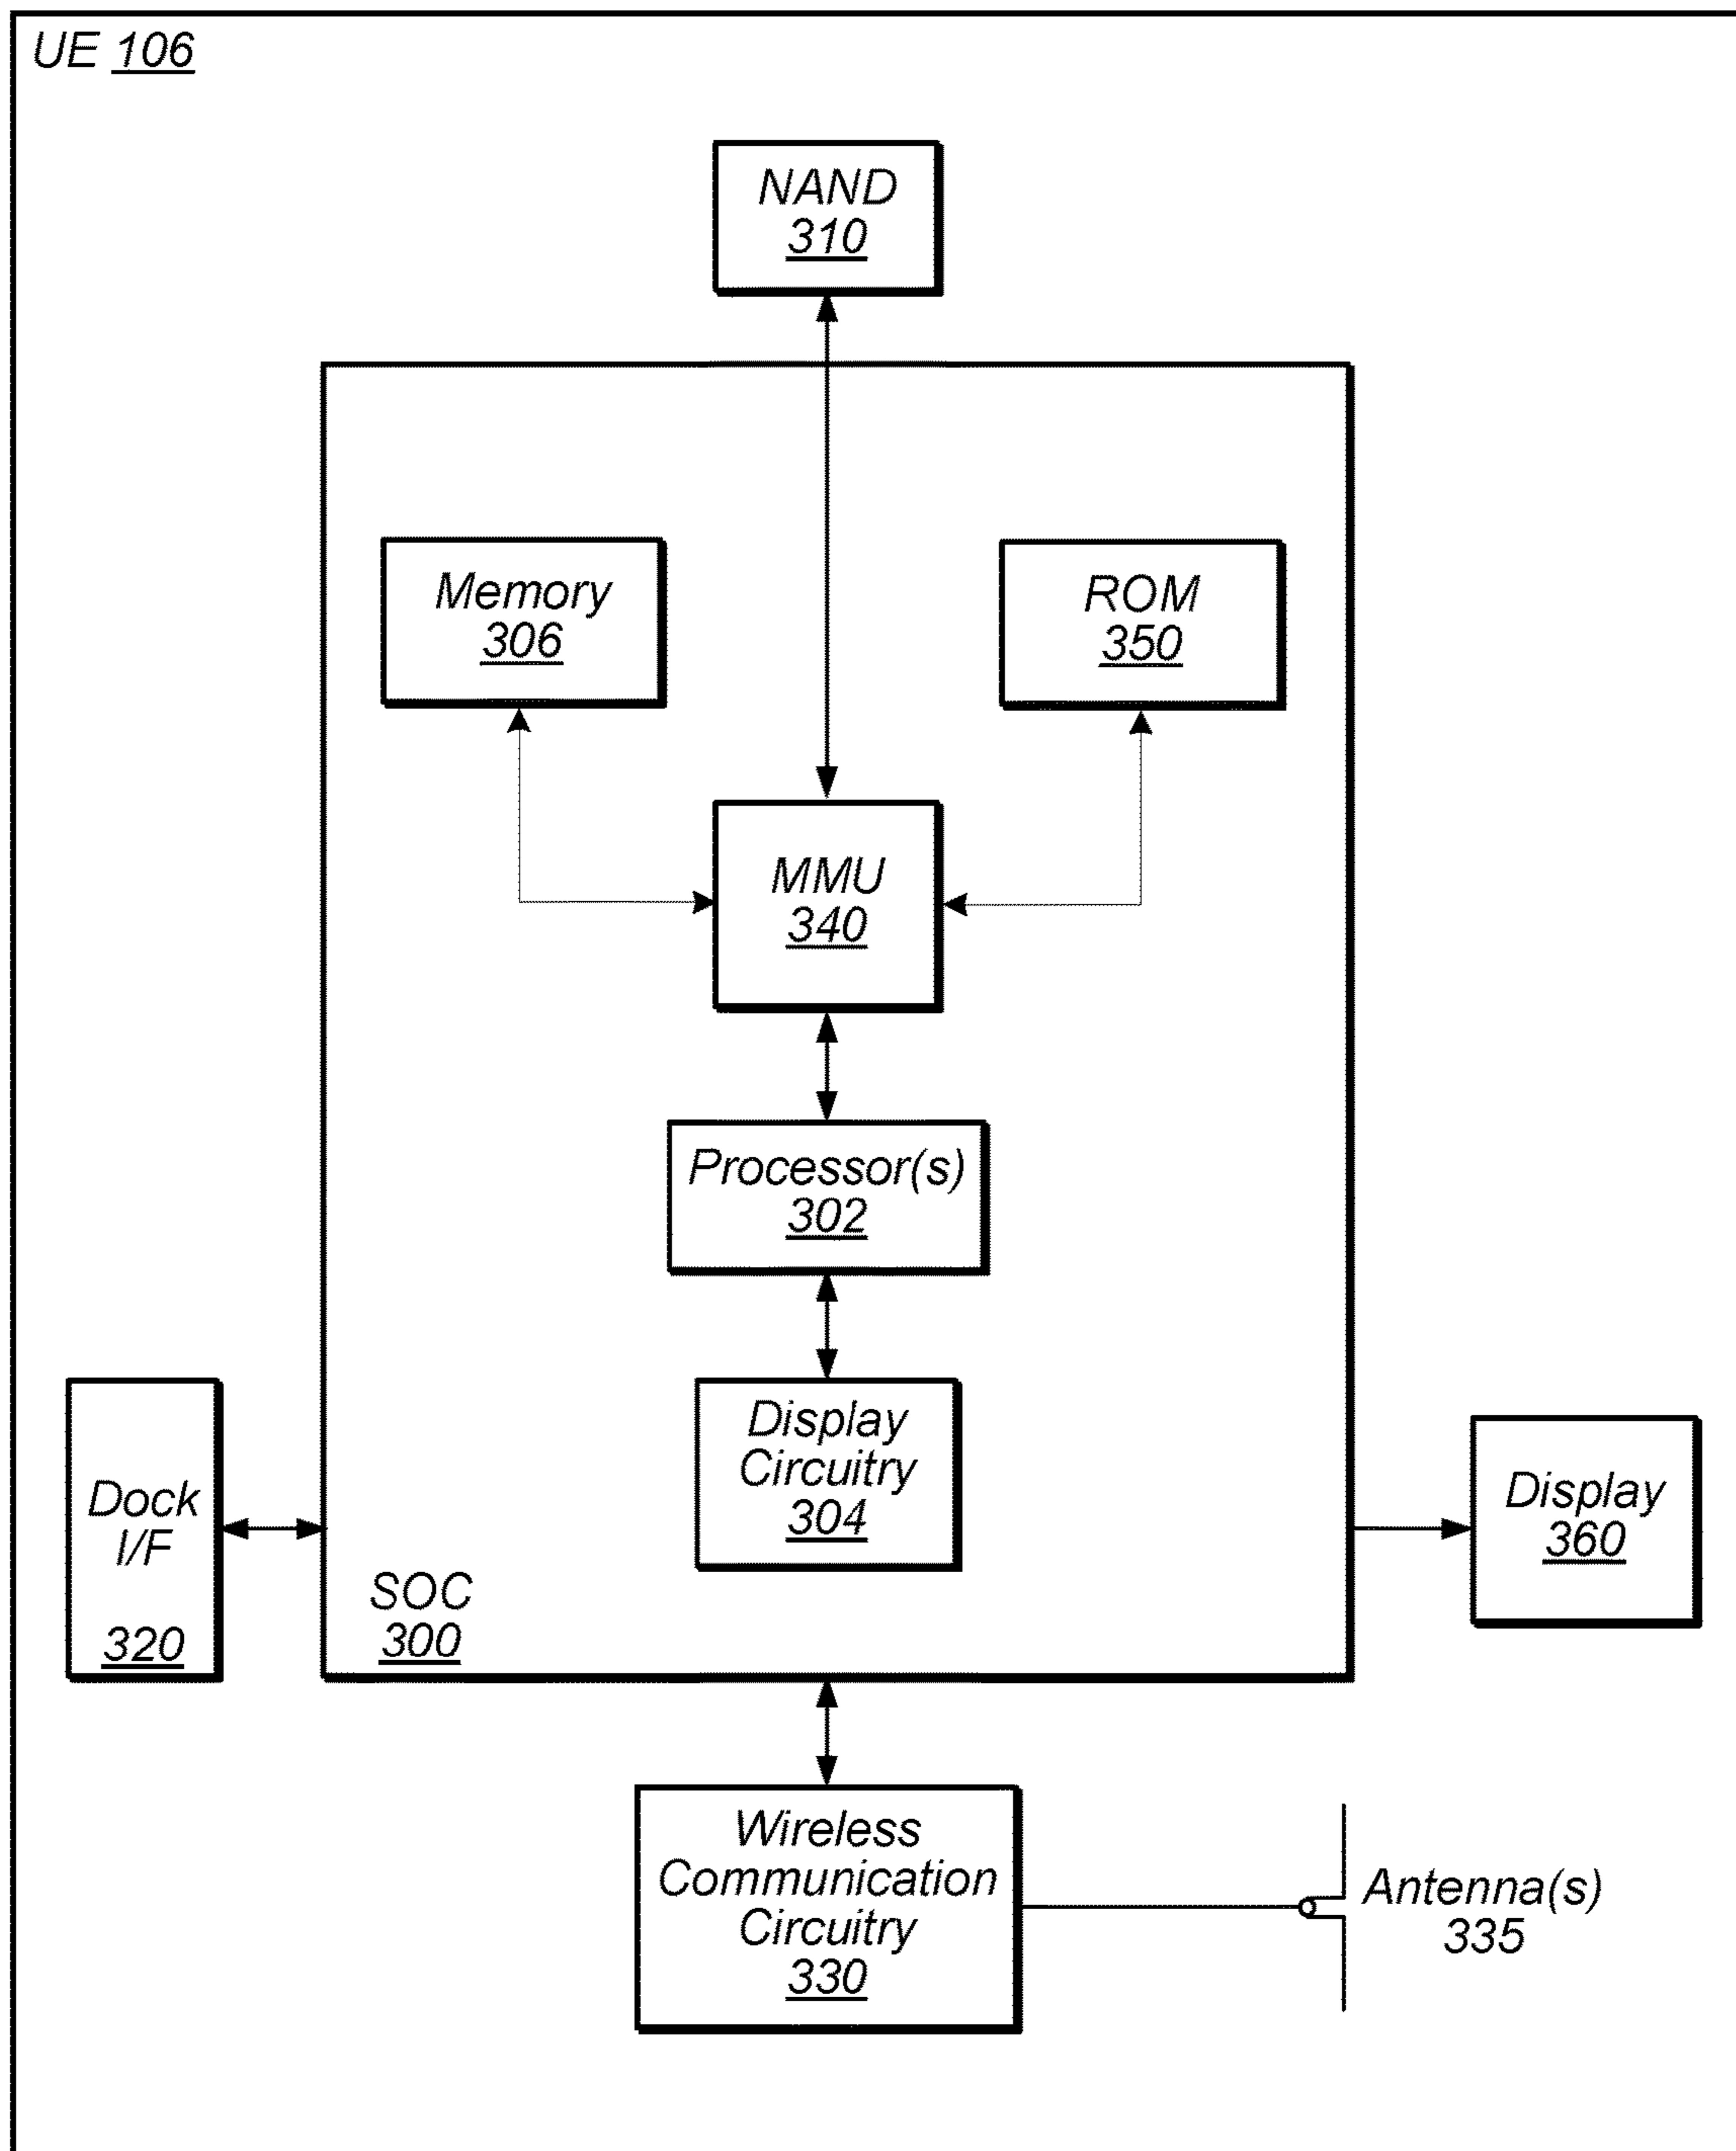 UE 106
NAND
310
Memory
306
ROM
350
MMU
340
Processor(s)
302
Display
Circuitry
304
Dock
I/F
320
SOC
300
Display
360
Wireless
Communication
Circuitry
330
Antenna(s)
335